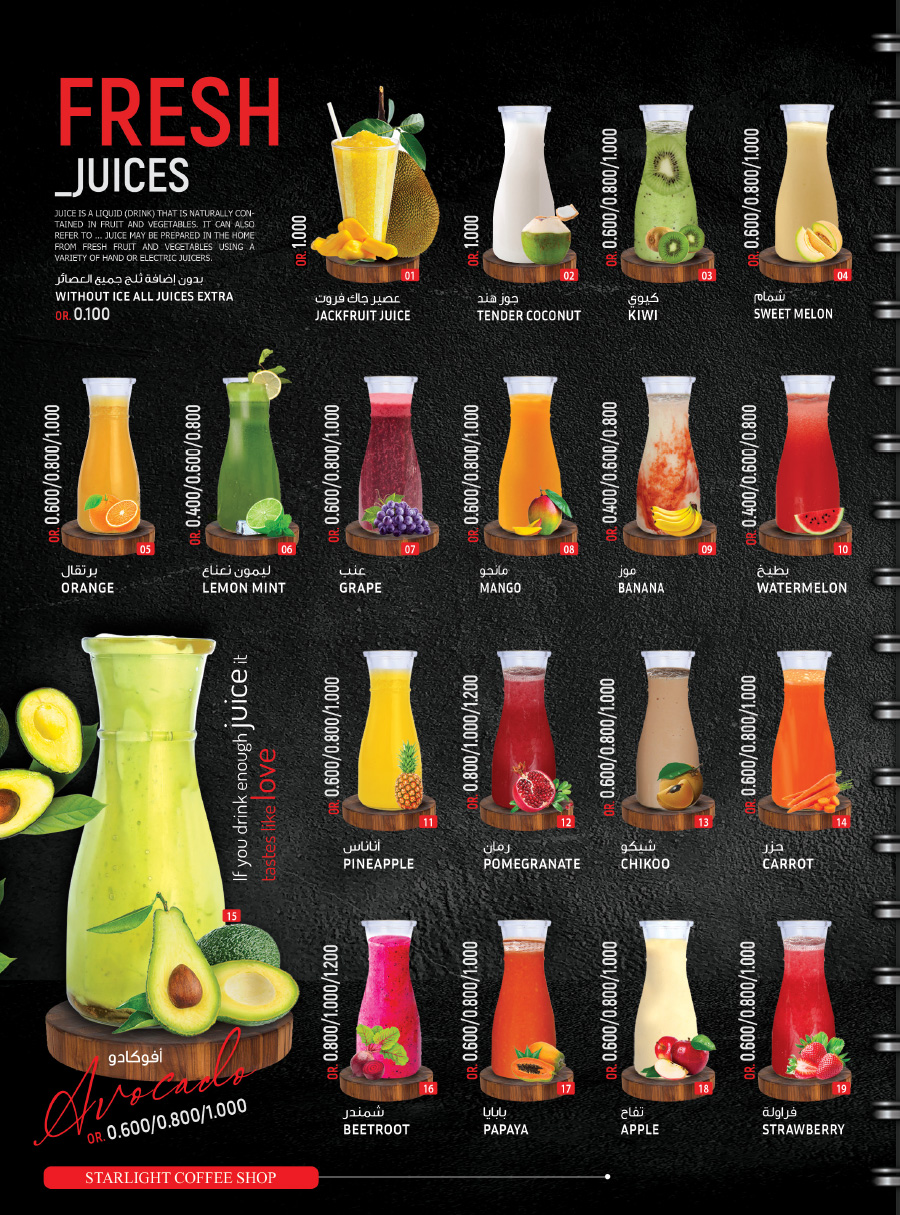 FRESH
_JUICES
JUICE IS A LIQUID (DRINK) THAT IS NATURALLY CON-
TAINED IN FRUIT AND VEGETABLES. IT CAN ALSO
REFER TO ... JUICE MAY BE PREPARED IN THE HOME
FROM FRESH FRUIT AND VEGETABLES USING A
VARIETY OF HAND OR ELECTRIC JUICERS.
بدون إضافة ثلج جميع العصائر
WITHOUT ICE ALL JUICES EXTRA
OR. 0.100
OR. 1.000
01
عصير جاك فروت
JACKFRUIT JUICE
OR. 1.000
02
جوز هند
TENDER COCONUT
OR. 0.600/0.800/1.000
03
كيوي
KIWI
OR. 0.600/0.800/1.000
04
شمام
SWEET MELON
OR. 0.600/0.800/1.000
05
برتقال
ORANGE
OR. 0.400/0.600/0.800
06
ليمون نعناع
LEMON MINT
OR. 0.600/0.800/1.000
07
عنب
GRAPE
OR. 0.600/0.800/1.000
08
مانجو
MANGO
OR. 0.400/0.600/0.800
09
موز
BANANA
OR. 0.400/0.600/0.800
10
بطيخ
WATERMELON
If you drink enough juice it
tastes like love
15
أفوكادو
Avocado
OR. 0.600/0.800/1.000
OR. 0.600/0.800/1.000
11
أناناس
PINEAPPLE
OR. 0.800/1.000/1.200
12
رمان
POMEGRANATE
OR. 0.600/0.800/1.000
13
شيكو
CHIKOO
OR. 0.600/0.800/1.000
14
جزر
CARROT
OR. 0.800/1.000/1.200
16
شمندر
BEETROOT
OR. 0.600/0.800/1.000
17
بابايا
PAPAYA
OR. 0.600/0.800/1.000
18
تفاح
APPLE
OR. 0.600/0.800/1.000
19
فراولة
STRAWBERRY
STARLIGHT COFFEE SHOP